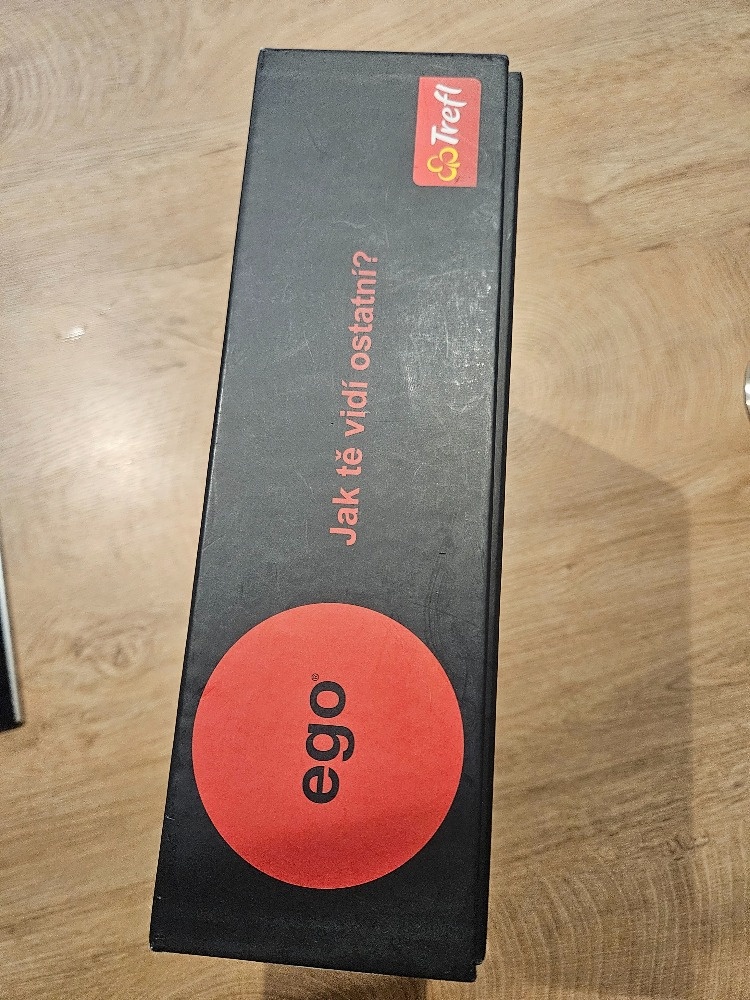 ego®
Jak tě vidí ostatní?
Trefl